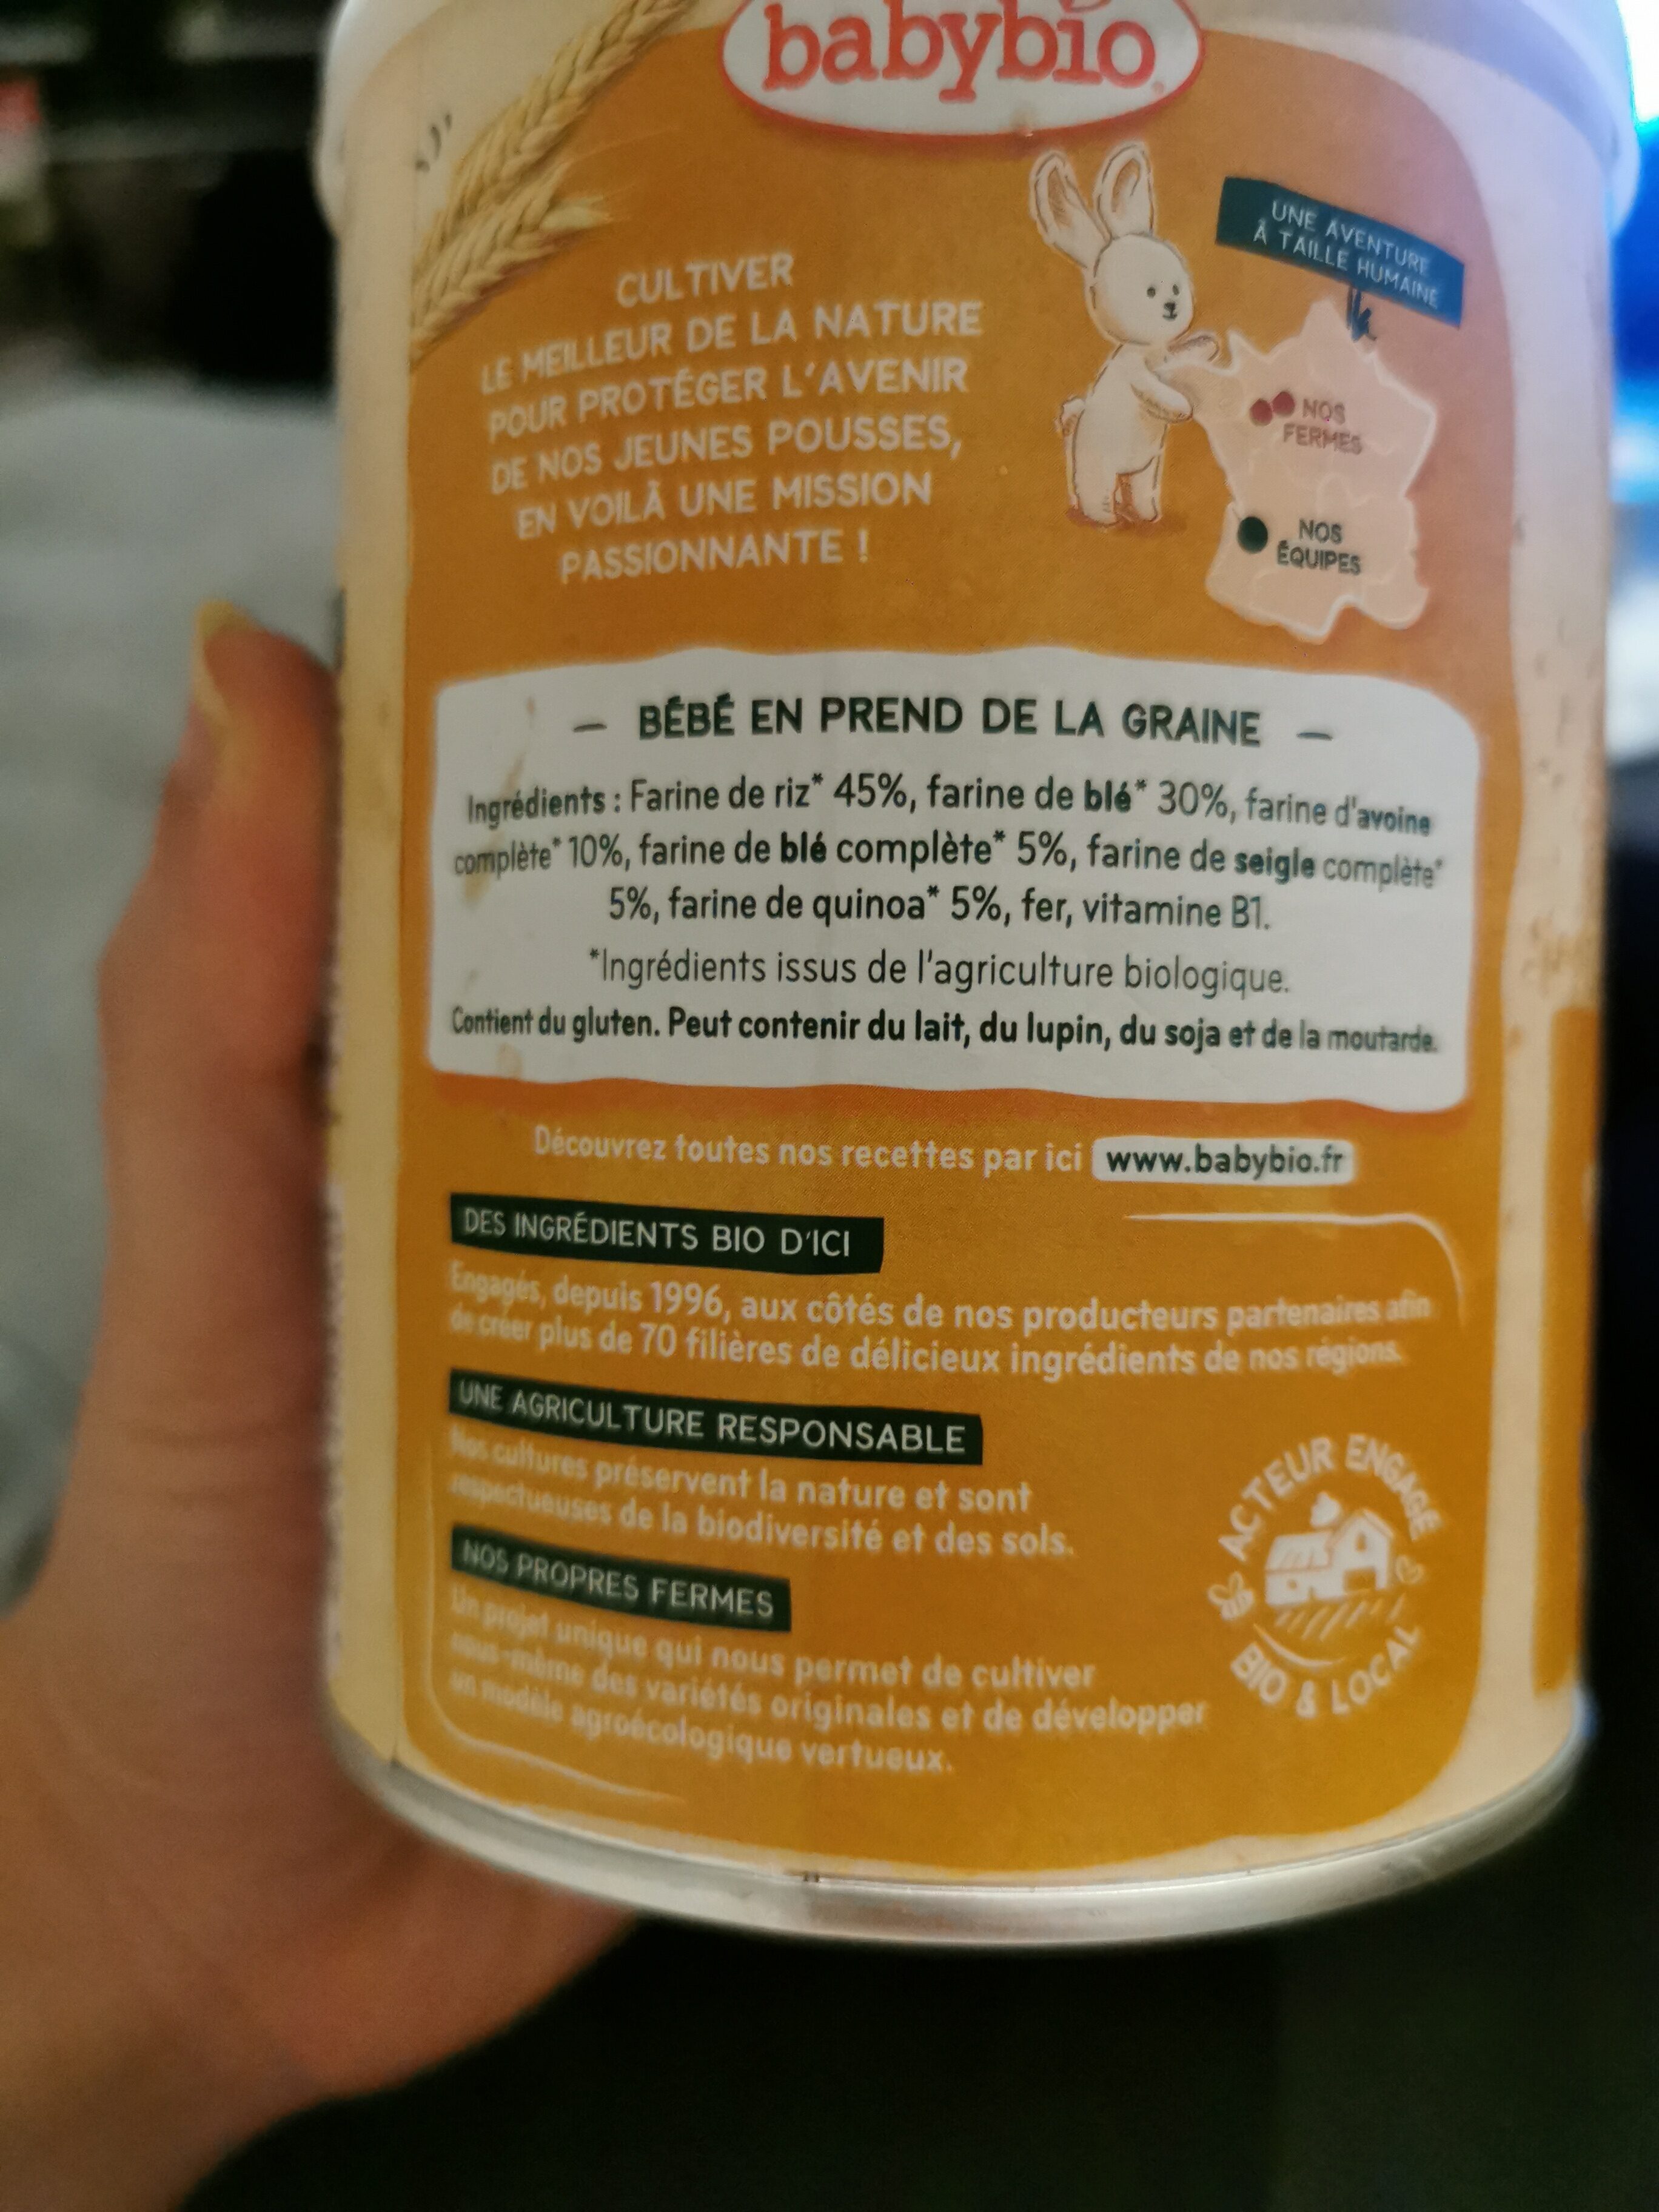 babybio
UNE AVENTURE
À TAILLE HUMAINE
CULTIVER
LE MEILLEUR DE LA NATURE
POUR PROTÉGER L'AVENIR
DE NOS JEUNES POUSSES,
EN VOILÀ UNE MISSION
PASSIONNANTE !
NOS
FERMES
NOS
ÉQUIPES
— BÉBÉ EN PREND DE LA GRAINE —
Ingrédients : Farine de riz* 45%, farine de blé* 30%, farine d'avoine
complète* 10%, farine de blé complète* 5%, farine de seigle complète*
5%, farine de quinoa* 5%, fer, vitamine B1.
*Ingrédients issus de l'agriculture biologique.
Contient du gluten. Peut contenir du lait, du lupin, du soja et de la moutarde.
Découvrez toutes nos recettes par ici www.babybio.fr
DES INGRÉDIENTS BIO D'ICI
Engagés, depuis 1996, aux côtés de nos producteurs partenaires afin
de créer plus de 70 filières de délicieux ingrédients de nos régions.
UNE AGRICULTURE RESPONSABLE
Nos cultures préservent la nature et sont
respectueuses de la biodiversité et des sols.
NOS PROPRES FERMES
Un projet unique qui nous permet de cultiver
nous-même des variétés originales et de développer
un modèle agroécologique vertueux.
ACTEUR ENGAGÉ
BIO & LOCAL